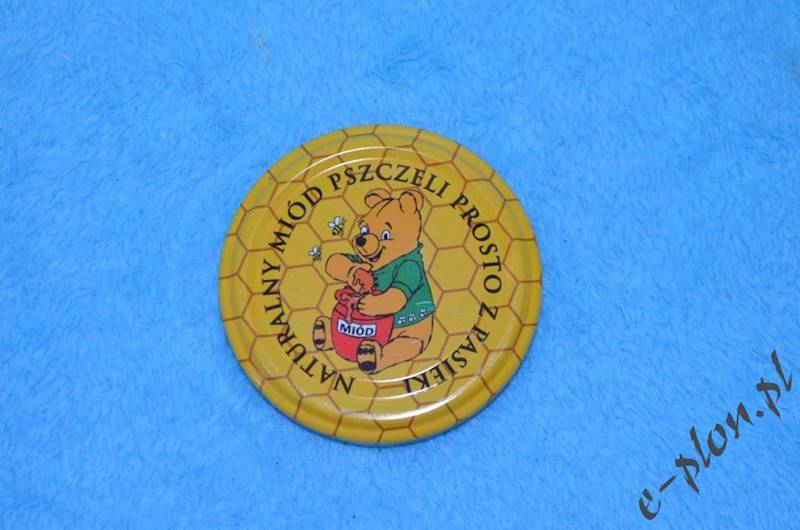 NATURALNY MIÓD PSZCZELI PROSTO Z PASIEKI
MIÓD
e-plon.pl